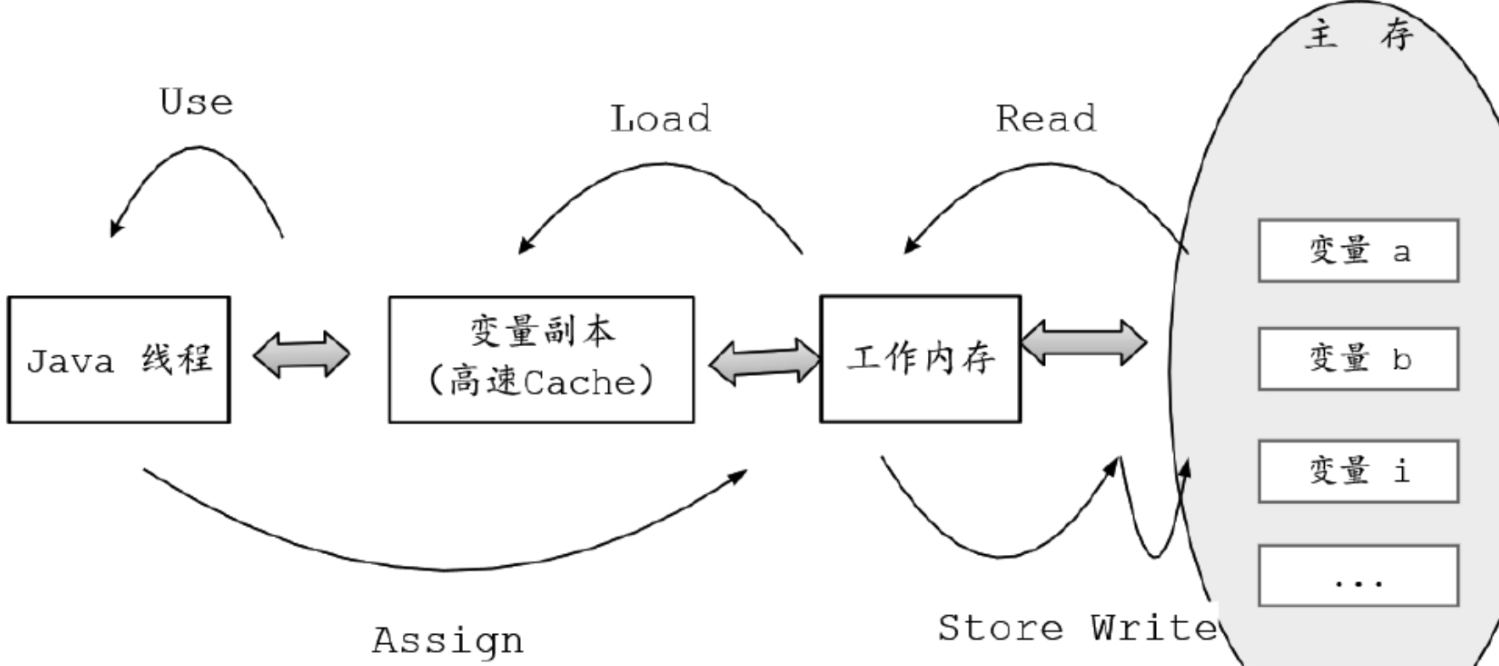 主 存
Use
Load
Read
变量 a
Java 线程
变量副本
（高速Cache）
工作内存
变量 b
变量 i
...
Assign
Store Write